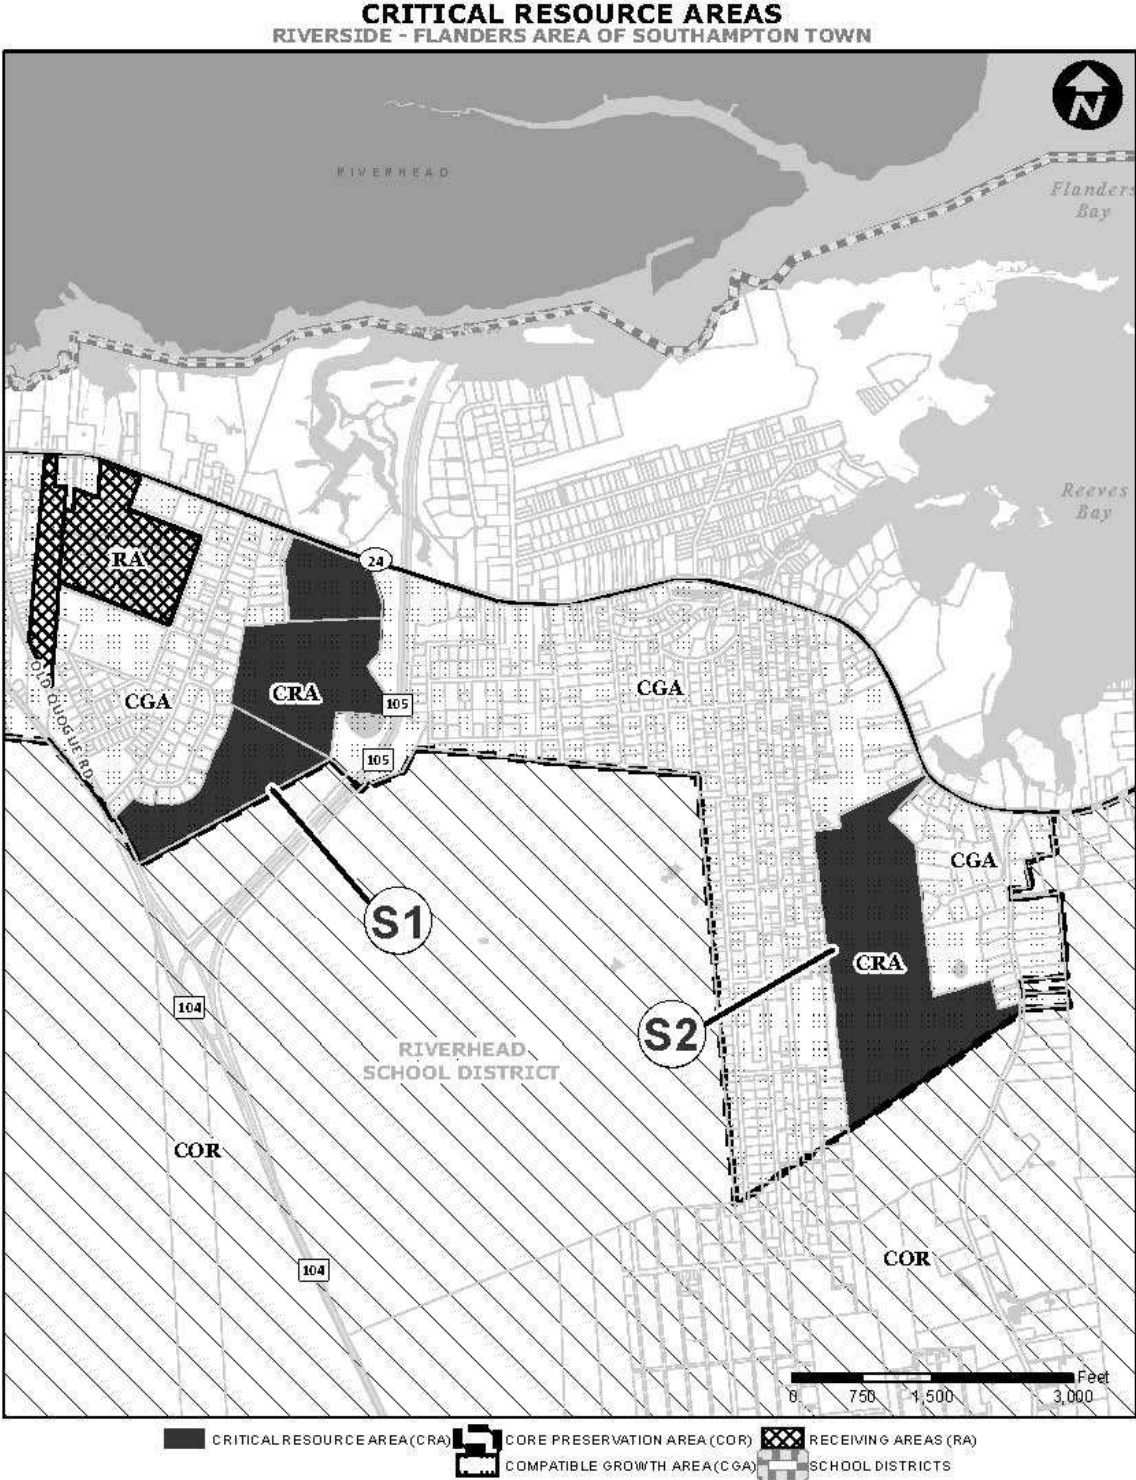 CRITICAL RESOURCE AREAS
RIVERSIDE - FLANDERS AREA OF SOUTHAMPTON TOWN
N
RIVERHEAD
Flanders
Bay
Reeves
Bay
24
RA
OLD QUOGUE RD
CGA
CRA
CGA
105
105
CGA
S1
CRA
S2
104
RIVERHEAD
SCHOOL DISTRICT
COR
COR
104
Feet
0 750 1,500 3,000
CRITICAL RESOURCE AREA (CRA) CORE PRESERVATION AREA (COR) RECEIVING AREAS (RA)
COMPATIBLE GROWTH AREA (CGA) SCHOOL DISTRICTS